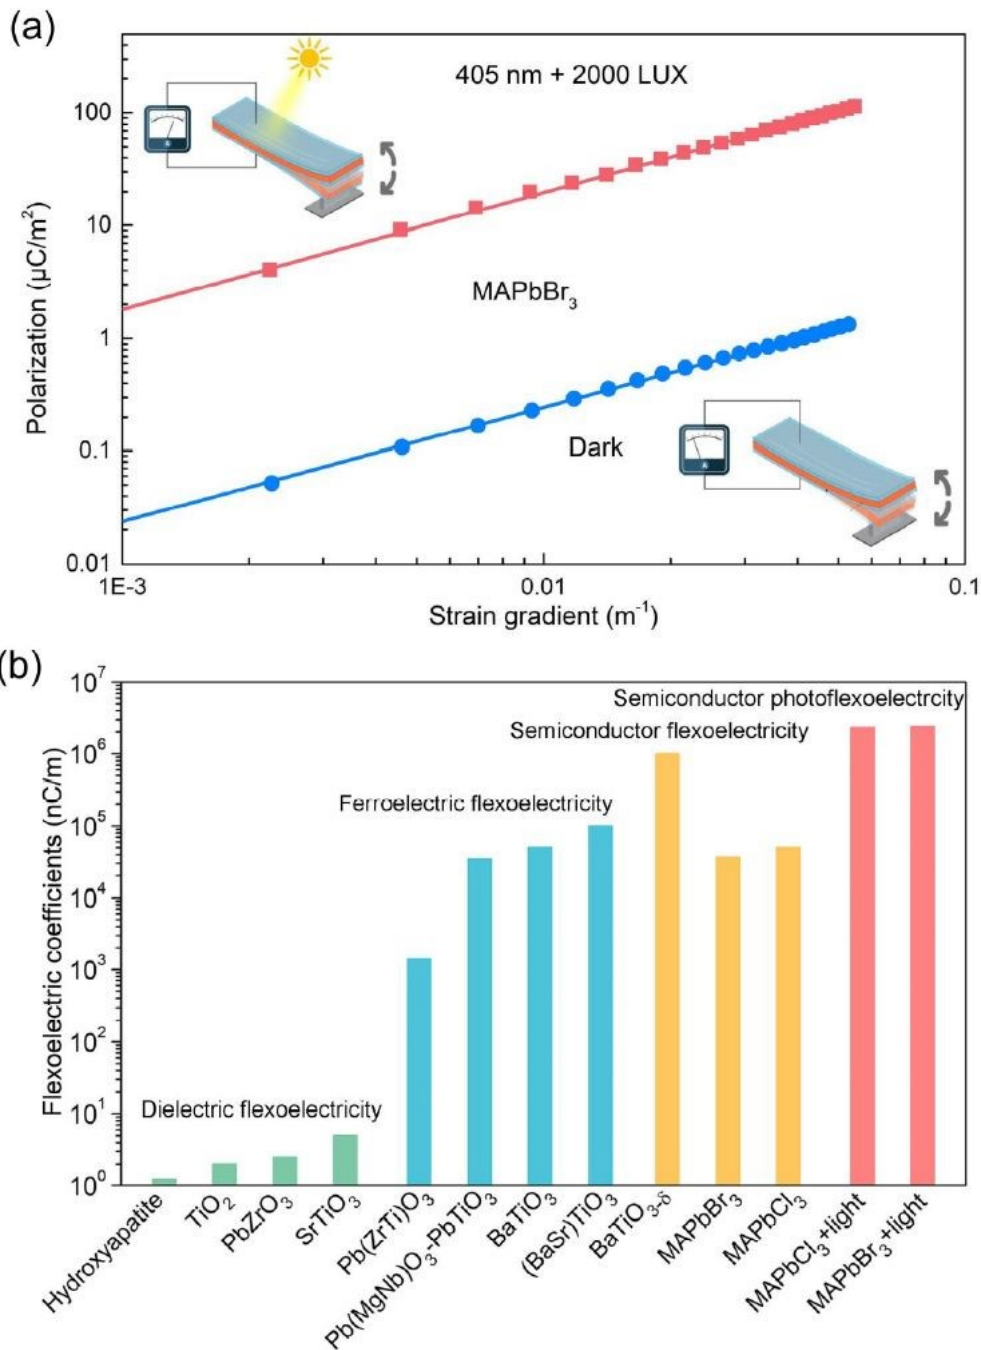 (a)
405 nm + 2000 LUX
100
10
1
0.1
0.01
Polarization (µC/m²)
MAPbBr₃
Dark
A
A
1E-3
0.01
0.1
Strain gradient (m⁻¹)
(b)
10⁷
10⁶
10⁵
10⁴
10³
10²
10¹
10⁰
Flexoelectric coefficients (nC/m)
Semiconductor photoflexoelectrcity
Semiconductor flexoelectricity
Ferroelectric flexoelectricity
Dielectric flexoelectricity
Hydroxyapatite
TiO₂
PbZrO₃
SrTiO₃
Pb(ZrTi)O₃
Pb(MgNb)O₃-PbTiO₃
BaTiO₃
(BaSr)TiO₃
BaTiO₃₋δ
MAPbBr₃
MAPbCl₃
MAPbCl₃+light
MAPbBr₃+light